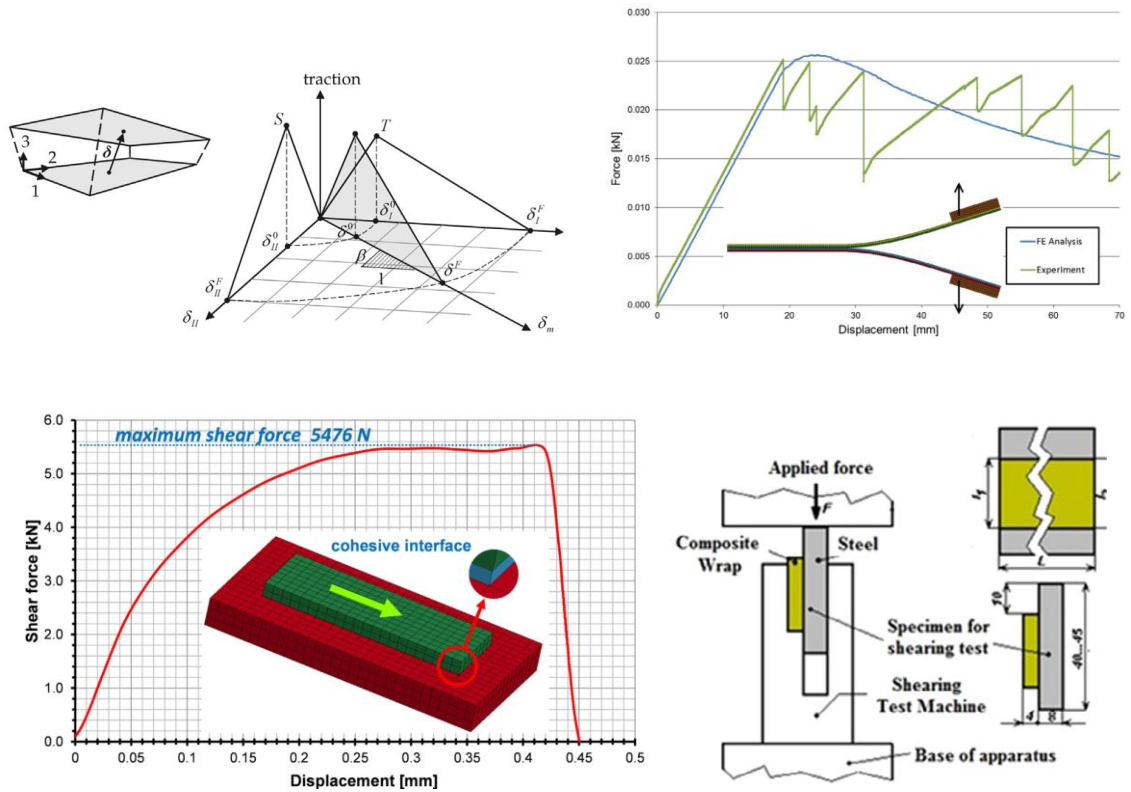 traction
S
T
3
2
1
δ
δ_I^0
δ_I^F
δ^0
δ_II^0
β
1
δ^F
δ_II^F
δ_II
δ_m
0.030
0.025
0.020
0.015
0.010
0.005
0.000
Force [kN]
0 10 20 30 40 50 60 70
Displacement [mm]
FE Analysis
Experiment
6.0
5.0
4.0
3.0
2.0
1.0
0.0
Shear force [kN]
maximum shear force 5476 N
cohesive interface
0 0.05 0.1 0.15 0.2 0.25 0.3 0.35 0.4 0.45 0.5
Displacement [mm]
Applied force
F
Composite
Wrap
Steel
Specimen for
shearing test
Shearing
Test Machine
Base of apparatus
L
10
40...45
4
8